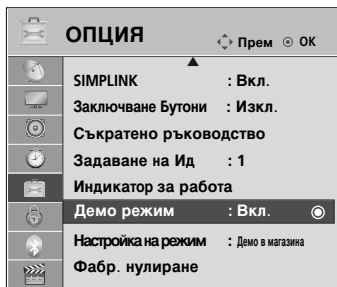 ОПЦИЯ Прем OK
SIMPLINK : Вкл.
Заключване Бутони : Изкл.
Съкратено ръководство
Задаване на Ид : 1
Индикатор за работа
Демо режим : Вкл.
Настройка на режим : Демо в магазина
Фабр. нулиране